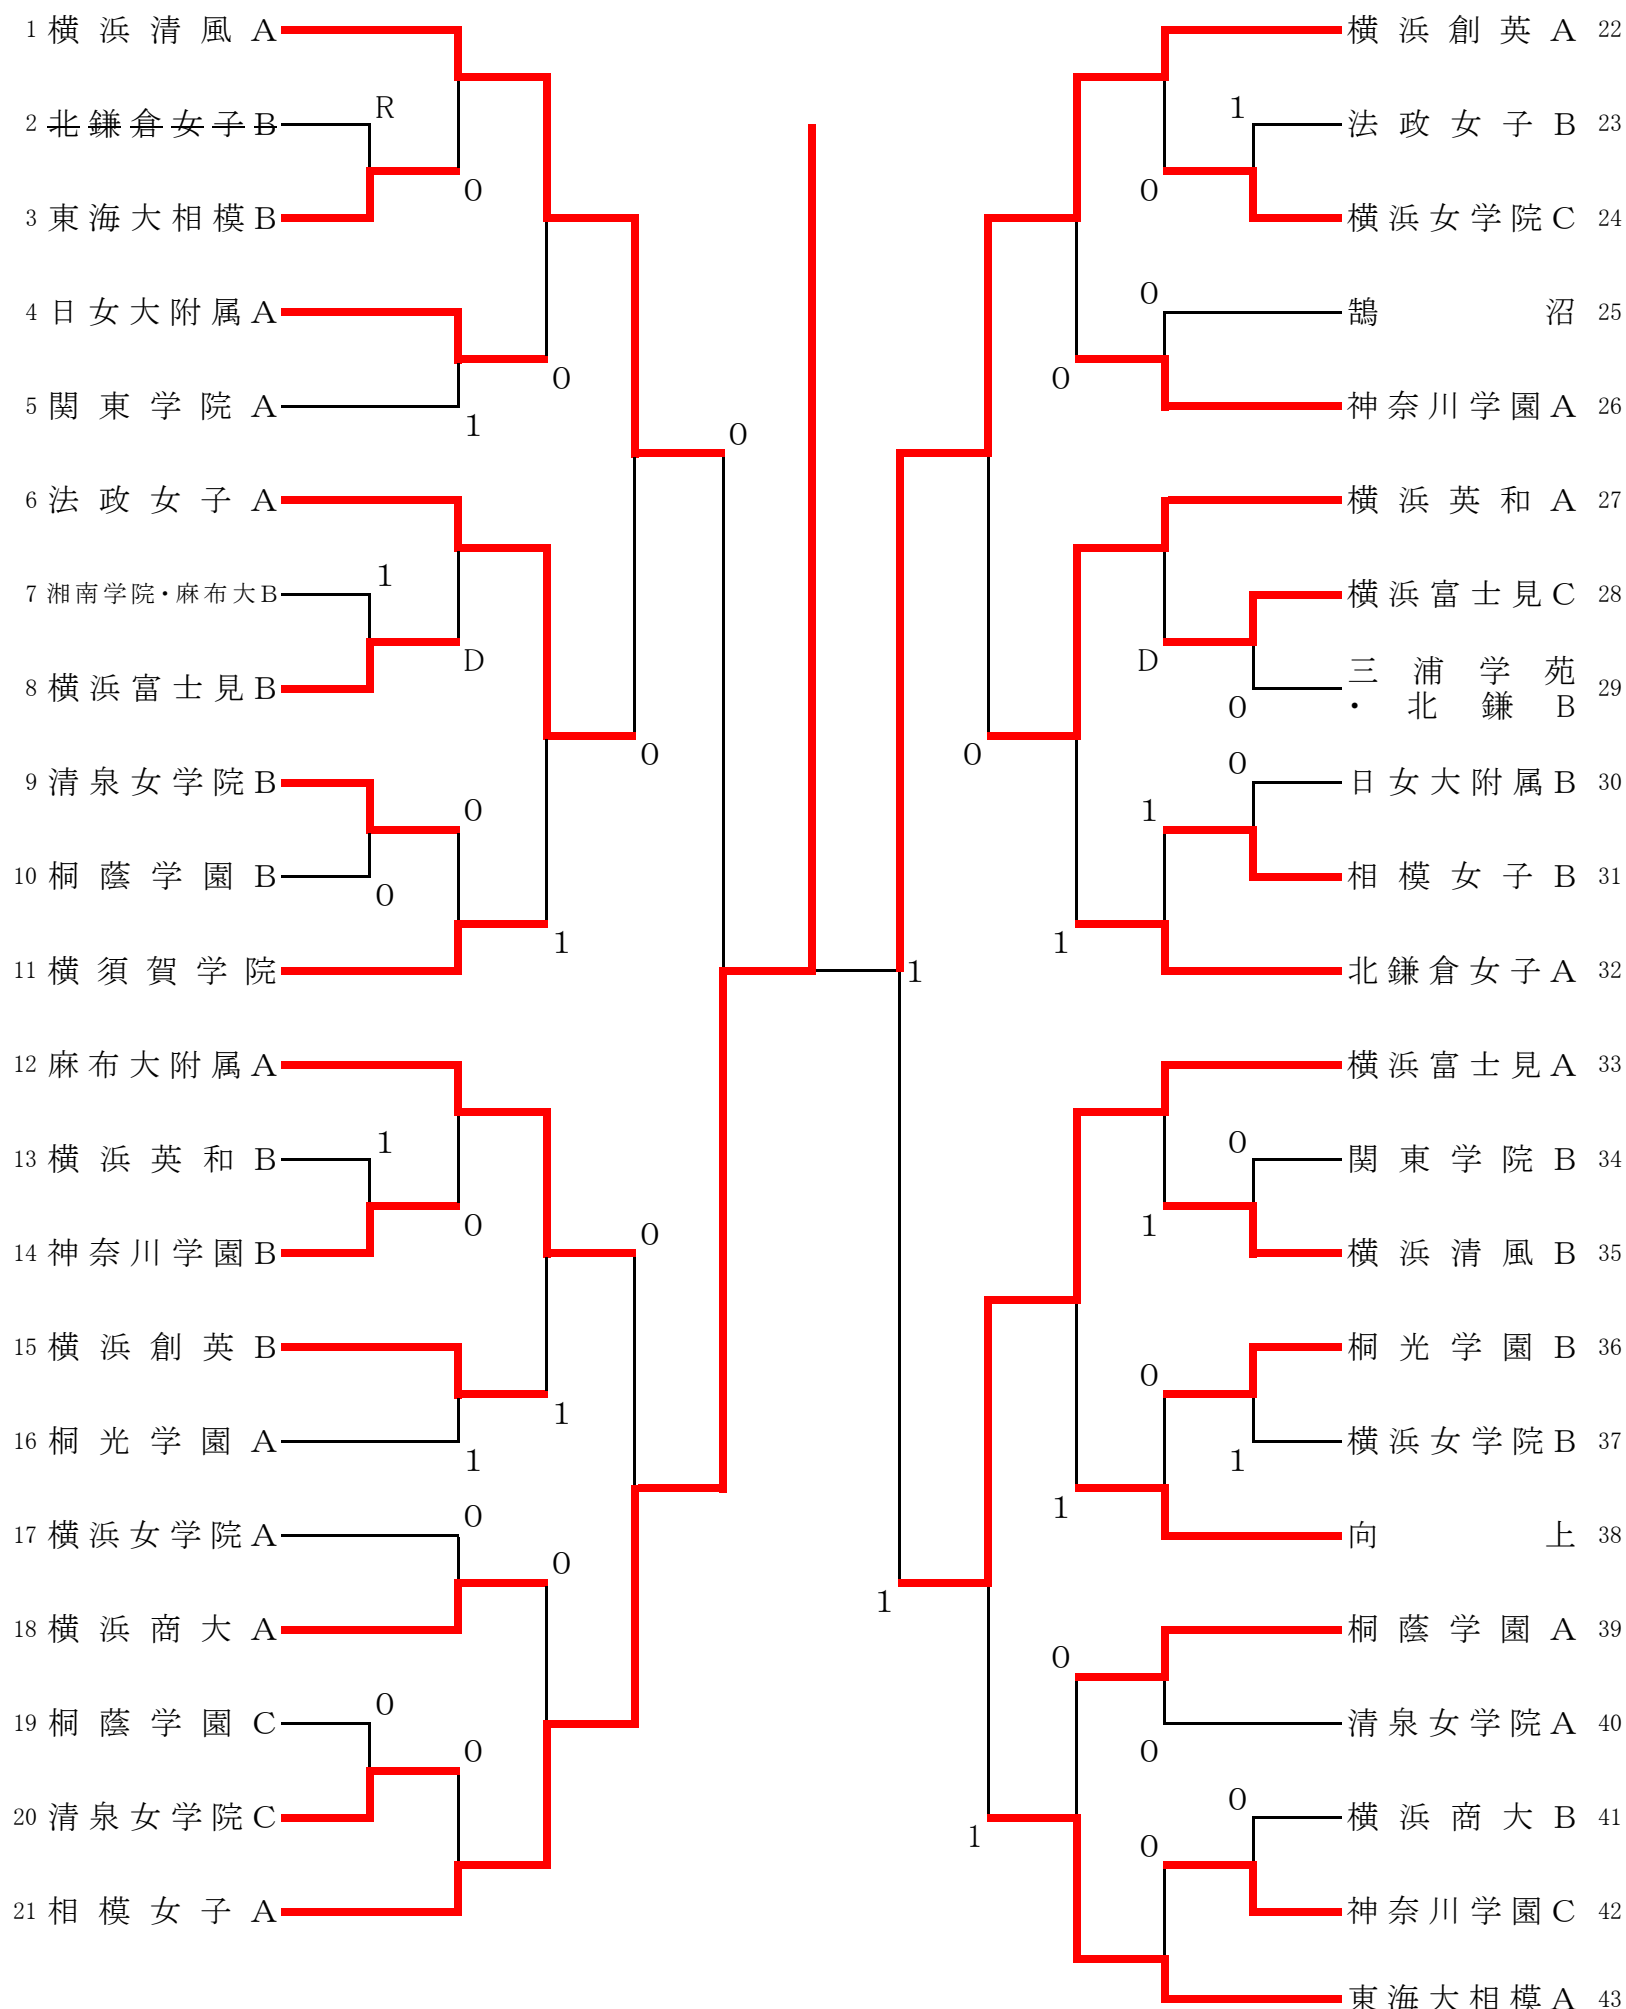 1 横浜清風A
2 北鎌倉女子B
3 東海大相模B
4 日女大附属A
5 関東学院A
6 法政女子A
7 湘南学院・麻布大B
8 横浜富士見B
9 清泉女学院B
10 桐蔭学園B
11 横須賀学院
12 麻布大附属A
13 横浜英和B
14 神奈川学園B
15 横浜創英B
16 桐光学園A
17 横浜女学院A
18 横浜商大A
19 桐蔭学園C
20 清泉女学院C
21 相模女子A
R
0
0
1
0
1
D
0
0
0
1
1
0
0
1
1
0
0
0
0
1
1
0
0
0
D
0
0
1
1
0
1
0
1
1
1
0
0
0
0
1
横浜創英A 22
法政女子B 23
横浜女学院C 24
鵠沼 25
神奈川学園A 26
横浜英和A 27
横浜富士見C 28
三浦学苑
・北鎌B 29
日女大附属B 30
相模女子B 31
北鎌倉女子A 32
横浜富士見A 33
関東学院B 34
横浜清風B 35
桐光学園B 36
横浜女学院B 37
向上 38
桐蔭学園A 39
清泉女学院A 40
横浜商大B 41
神奈川学園C 42
東海大相模A 43